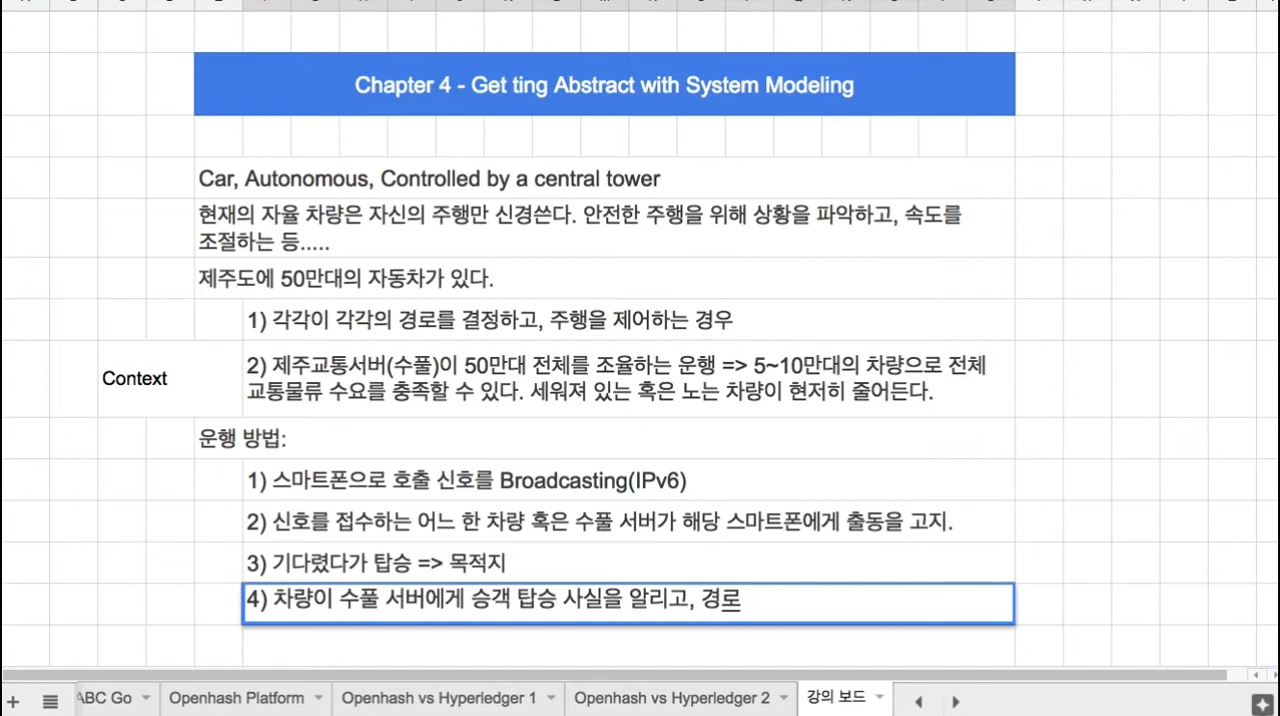 Chapter 4 - Get ting Abstract with System Modeling
Car, Autonomous, Controlled by a central tower
현재의 자율 차량은 자신의 주행만 신경쓴다. 안전한 주행을 위해 상황을 파악하고, 속도를
조절하는 등.....
제주도에 50만대의 자동차가 있다.
1) 각각이 각각의 경로를 결정하고, 주행을 제어하는 경우
Context
2) 제주교통서버(수풀)이 50만대 전체를 조율하는 운행 => 5~10만대의 차량으로 전체
교통물류 수요를 충족할 수 있다. 세워져 있는 혹은 노는 차량이 현저히 줄어든다.
운행 방법:
1) 스마트폰으로 호출 신호를 Broadcasting(IPv6)
2) 신호를 접수하는 어느 한 차량 혹은 수풀 서버가 해당 스마트폰에게 출동을 고지.
3) 기다렸다가 탑승 => 목적지
4) 차량이 수풀 서버에게 승객 탑승 사실을 알리고, 경로
ABC Go
Openhash Platform
Openhash vs Hyperledger 1
Openhash vs Hyperledger 2
강의 보드